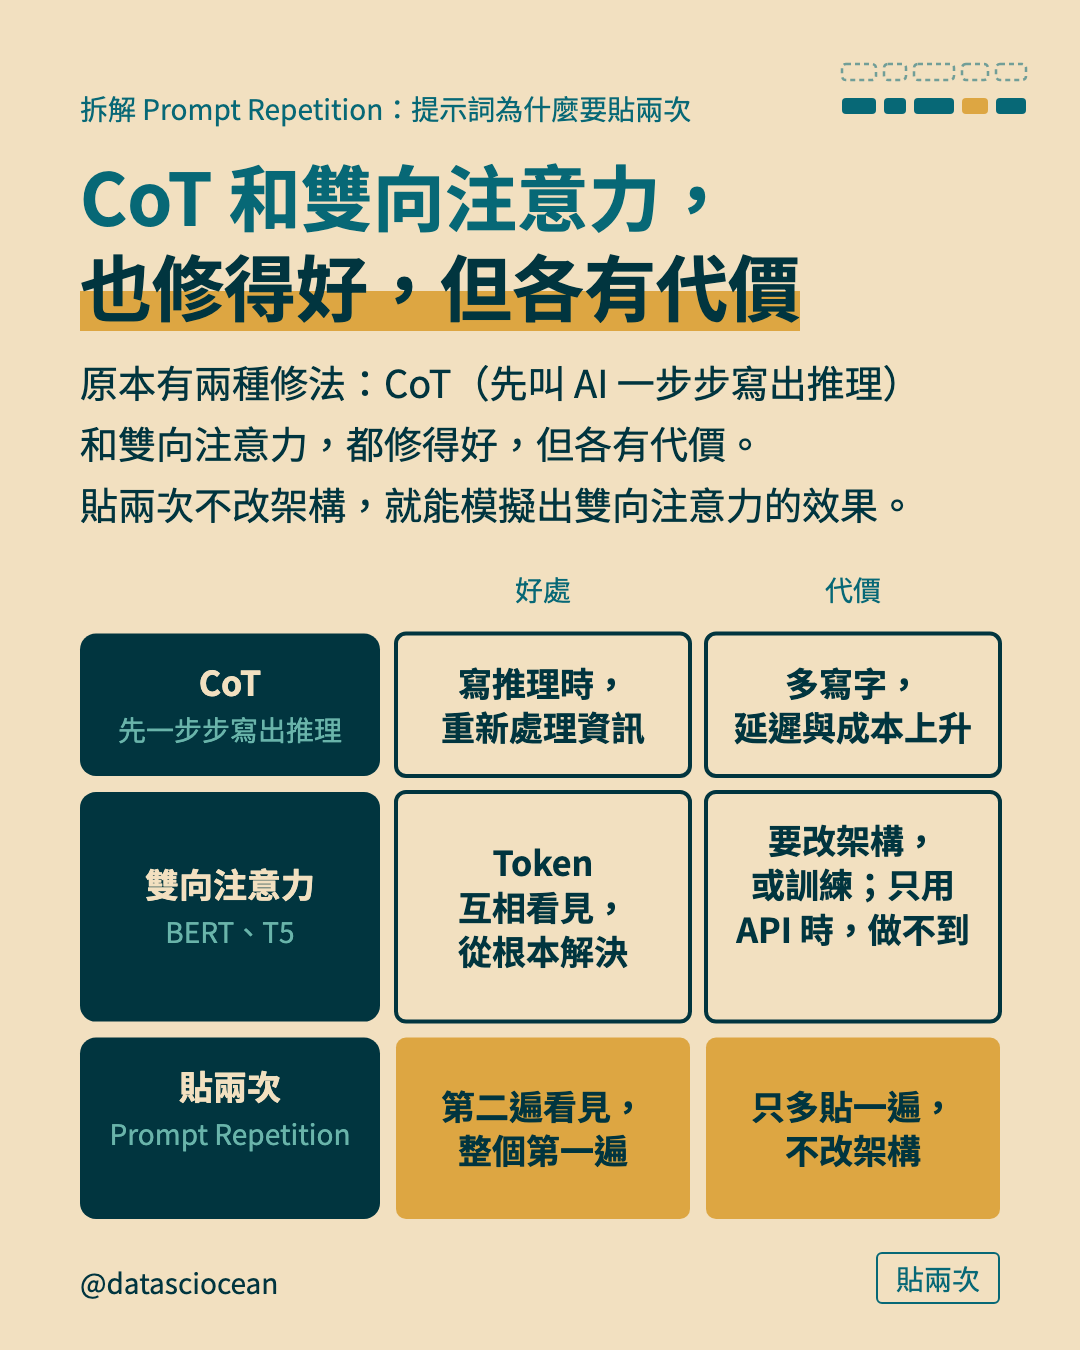 拆解 Prompt Repetition：提示詞為什麼要貼兩次
CoT 和雙向注意力，
也修得好，但各有代價
原本有兩種修法：CoT（先叫 AI 一步步寫出推理）
和雙向注意力，都修得好，但各有代價。
貼兩次不改架構，就能模擬出雙向注意力的效果。
好處
代價
CoT
先一步步寫出推理
寫推理時，
重新處理資訊
多寫字，
延遲與成本上升
雙向注意力
BERT、T5
Token
互相看見，
從根本解決
要改架構，
或訓練；只用
API 時，做不到
貼兩次
Prompt Repetition
第二遍看見，
整個第一遍
只多貼一遍，
不改架構
@datasciocean
貼兩次